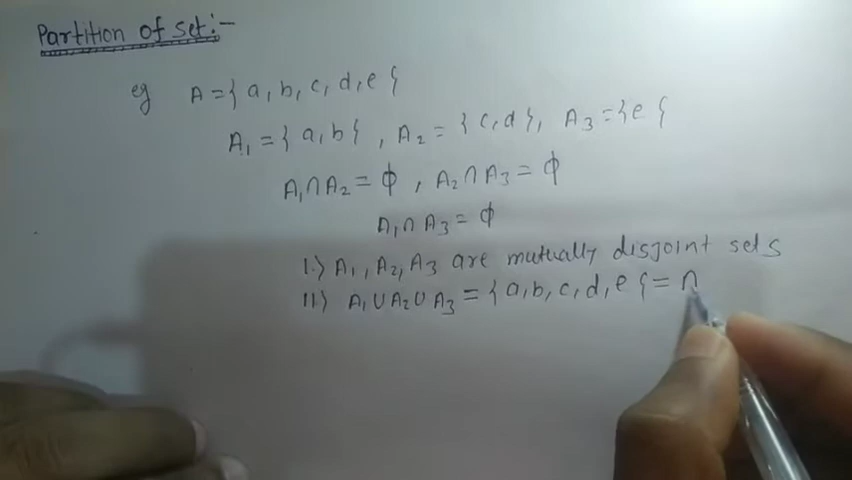 Partition of set:-
eg A = { a, b, c, d, e }
A₁ = { a, b } , A₂ = { c, d }, A₃ = { e }
A₁ ∩ A₂ = ϕ , A₂ ∩ A₃ = ϕ
A₁ ∩ A₃ = ϕ
I.) A₁, A₂, A₃ are mutually disjoint sets
II) A₁ ∪ A₂ ∪ A₃ = { a, b, c, d, e } = A